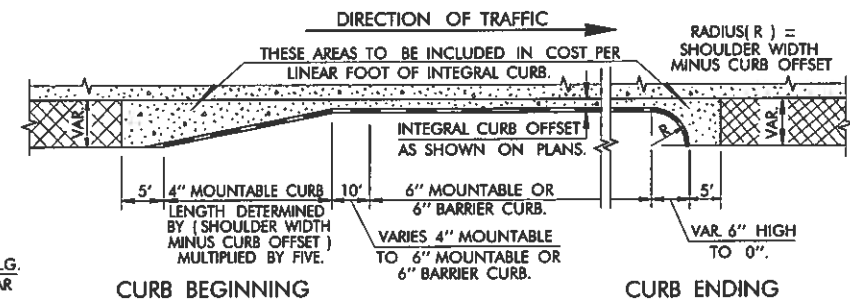 DIRECTION OF TRAFFIC
THESE AREAS TO BE INCLUDED IN COST PER
LINEAR FOOT OF INTEGRAL CURB.
RADIUS( R ) =
SHOULDER WIDTH
MINUS CURB OFFSET
VAR
INTEGRAL CURB OFFSET
AS SHOWN ON PLANS.
R
VAR
5'
4" MOUNTABLE CURB
LENGTH DETERMINED
BY ( SHOULDER WIDTH
MINUS CURB OFFSET )
MULTIPLIED BY FIVE.
10'
VARIES 4" MOUNTABLE
TO 6" MOUNTABLE OR
6" BARRIER CURB.
6" MOUNTABLE OR
6" BARRIER CURB.
5'
VAR. 6" HIGH
TO 0".
LG.
AR
CURB BEGINNING
CURB ENDING